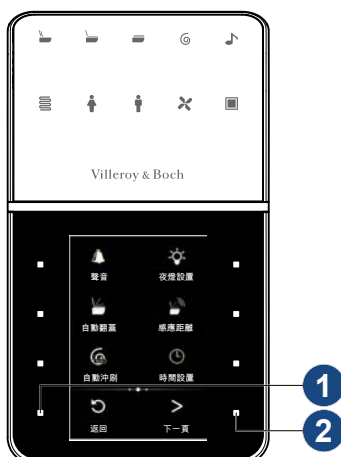 Villeroy & Boch
聲音 夜燈設置
自動翻蓋 感應距離
自動沖刷 時間設置
返回 下一頁
1
2